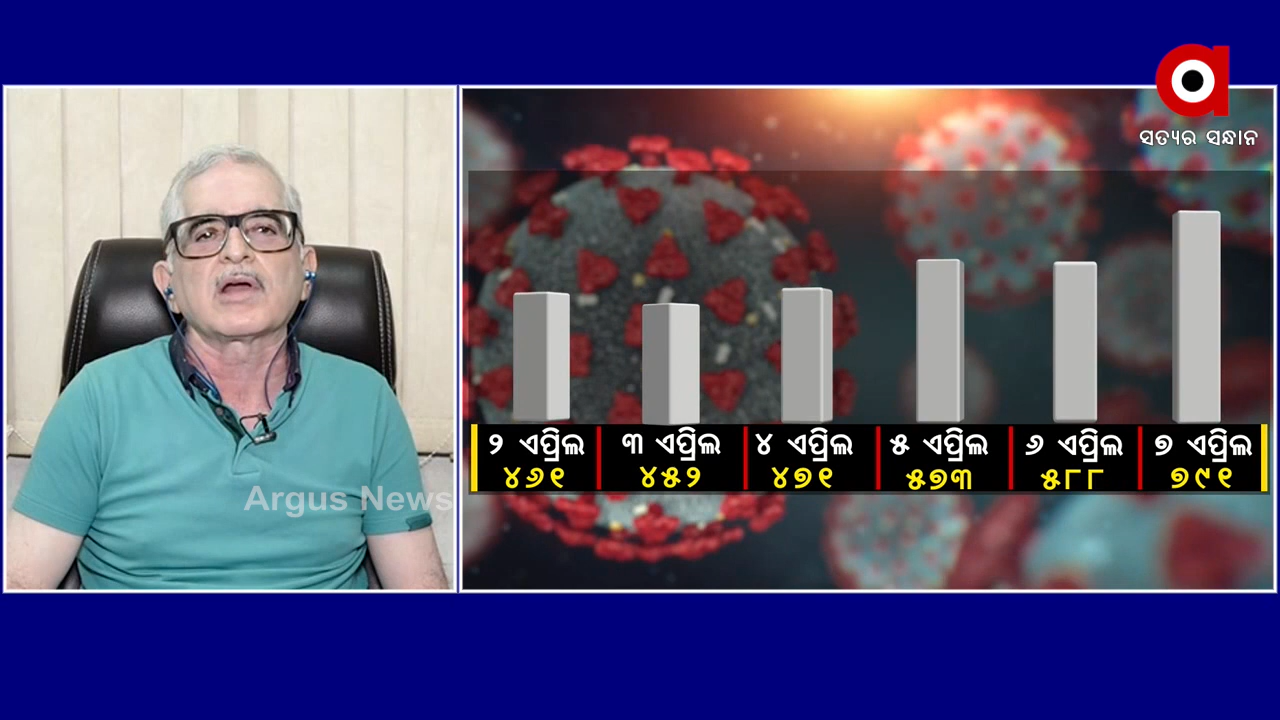 ସତ୍ୟର ସନ୍ଧାନ
୨ ଏପ୍ରିଲ ୩ ଏପ୍ରିଲ ୪ ଏପ୍ରିଲ ୫ ଏପ୍ରିଲ ୬ ଏପ୍ରିଲ ୭ ଏପ୍ରିଲ
୪୬୧ ୪୫୨ ୪୭୧ ୫୭୩ ୫୮୮ ୭୯୧
Argus News